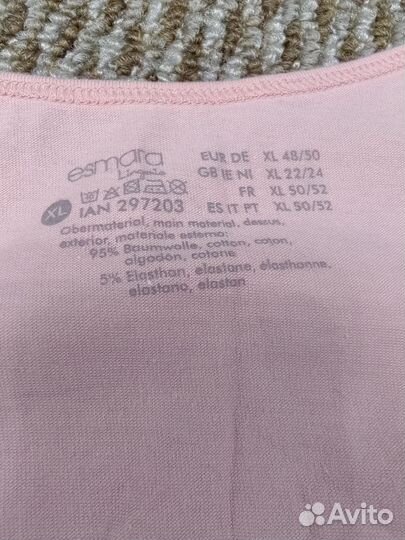 esmara
Lingerie
EUR DE XL 48/50
GB IE NI XL 22/24
FR XL 50/52
ES IT PT XL 50/52
XL IAN 297203
Obermaterial, main material, dessus,
exterior, materiale esterno:
95% Baumwolle, cotton, coton,
algodón, cotone
5% Elasthan, elastane, élasthanne,
elastano, elastan
Avito